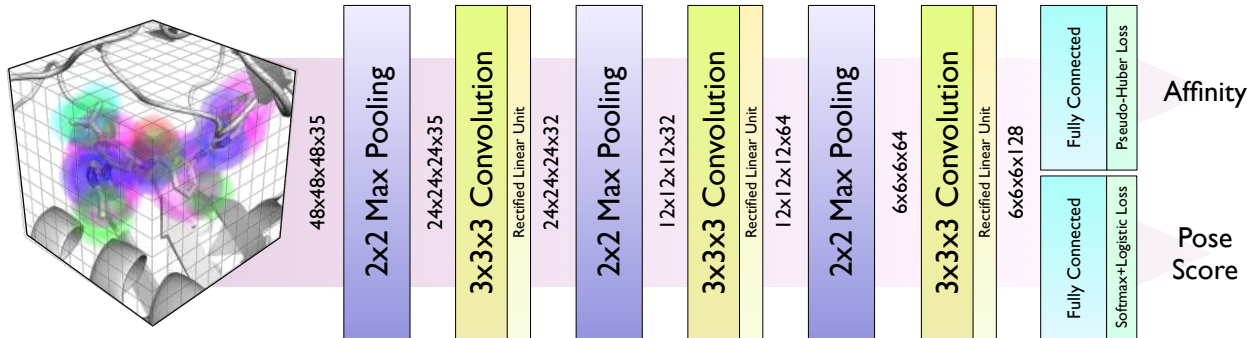 48x48x48x35
2x2 Max Pooling
24x24x24x35
3x3x3 Convolution
Rectified Linear Unit
24x24x24x32
2x2 Max Pooling
12x12x12x32
3x3x3 Convolution
Rectified Linear Unit
12x12x12x64
2x2 Max Pooling
6x6x6x64
3x3X3 Convolution
Rectified Linear Unit
6x6x6x128
Fully Connected
Pseudo-Huber Loss
Affinity
Fully Connected
Softmax+Logistic Loss
Pose
Score